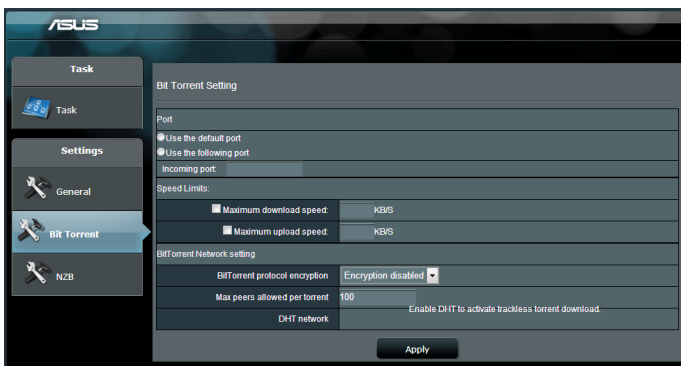 ASUS
Task
Task
Settings
General
Bit Torrent
NZB
Bit Torrent Setting
Port
Use the default port
Use the following port
Incoming port:
Speed Limits:
Maximum download speed: KB/S
Maximum upload speed: KB/S
BitTorrent Network setting
BitTorrent protocol encryption Encryption disabled
Max peers allowed per torrent 100
DHT network Enable DHT to activate trackless torrent download.
Apply